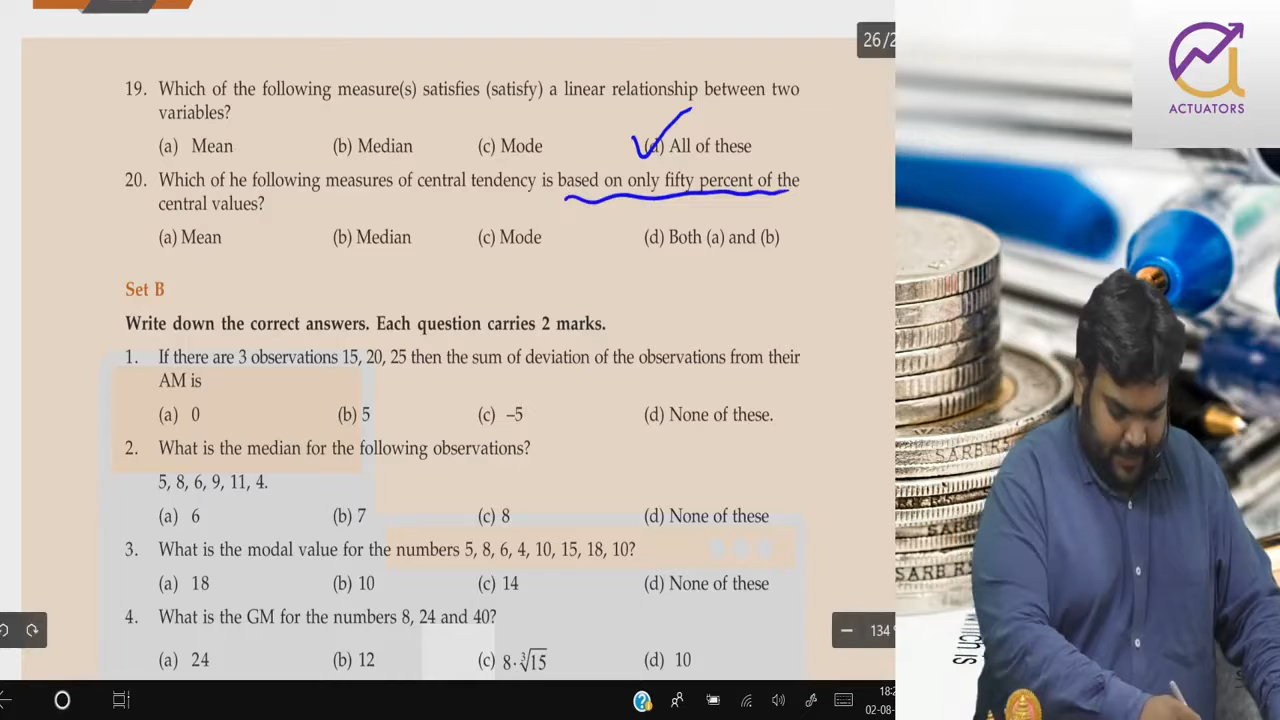 26/2
19. Which of the following measure(s) satisfies (satisfy) a linear relationship between two
variables?
(a) Mean (b) Median (c) Mode (d) All of these
20. Which of he following measures of central tendency is based on only fifty percent of the
central values?
(a) Mean (b) Median (c) Mode (d) Both (a) and (b)
Set B
Write down the correct answers. Each question carries 2 marks.
1. If there are 3 observations 15, 20, 25 then the sum of deviation of the observations from their
AM is
(a) 0 (b) 5 (c) –5 (d) None of these.
2. What is the median for the following observations?
5, 8, 6, 9, 11, 4.
(a) 6 (b) 7 (c) 8 (d) None of these
3. What is the modal value for the numbers 5, 8, 6, 4, 10, 15, 18, 10?
(a) 18 (b) 10 (c) 14 (d) None of these
4. What is the GM for the numbers 8, 24 and 40?
(a) 24 (b) 12 (c) 8·∛15 (d) 10
134
18:2
02-08-
ACTUATORS
SARB RS
SARB RS